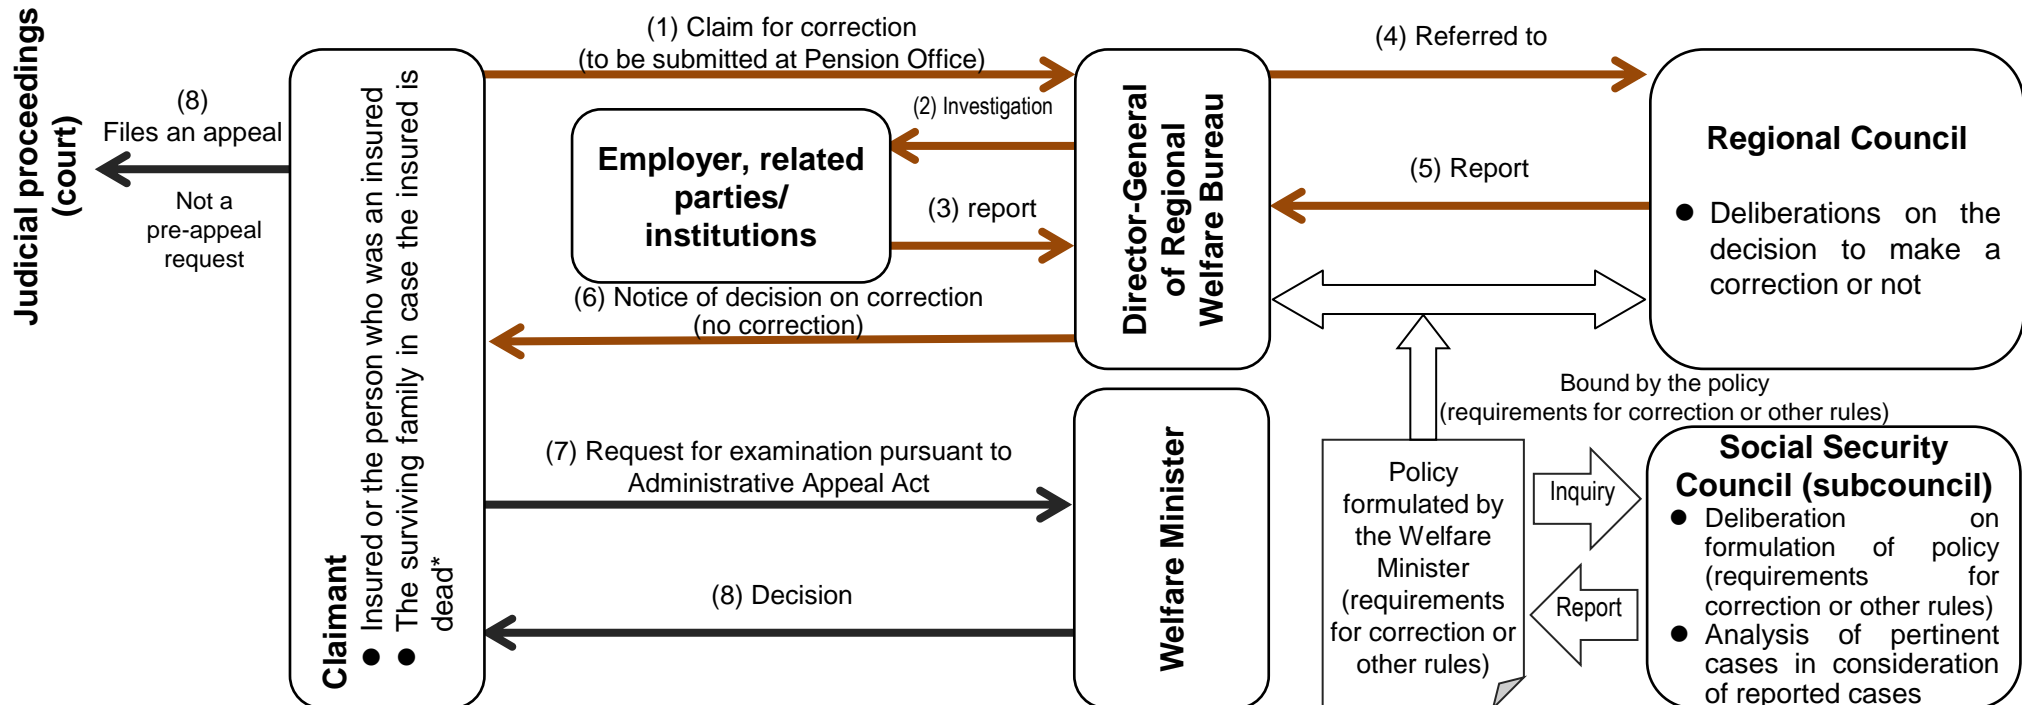 Judicial proceedings
(court)
(8)
Files an appeal
Not a
pre-appeal
request
Claimant
● Insured or the person who was an insured
● The surviving family in case the insured is
dead*
(1) Claim for correction
(to be submitted at Pension Office)
(2) Investigation
Employer, related
parties/
institutions
(3) report
(6) Notice of decision on correction
(no correction)
(7) Request for examination pursuant to
Administrative Appeal Act
(8) Decision
Director-General
of Regional
Welfare Bureau
Welfare Minister
(4) Referred to
(5) Report
Regional Council
● Deliberations on the
decision to make a
correction or not
Bound by the policy
(requirements for correction or other rules)
Policy
formulated by
the Welfare
Minister
(requirements
for correction or
other rules)
Inquiry
Report
Social Security
Council (subcouncil)
● Deliberation on
formulation of policy
(requirements for
correction or other rules)
● Analysis of pertinent
cases in consideration
of reported cases